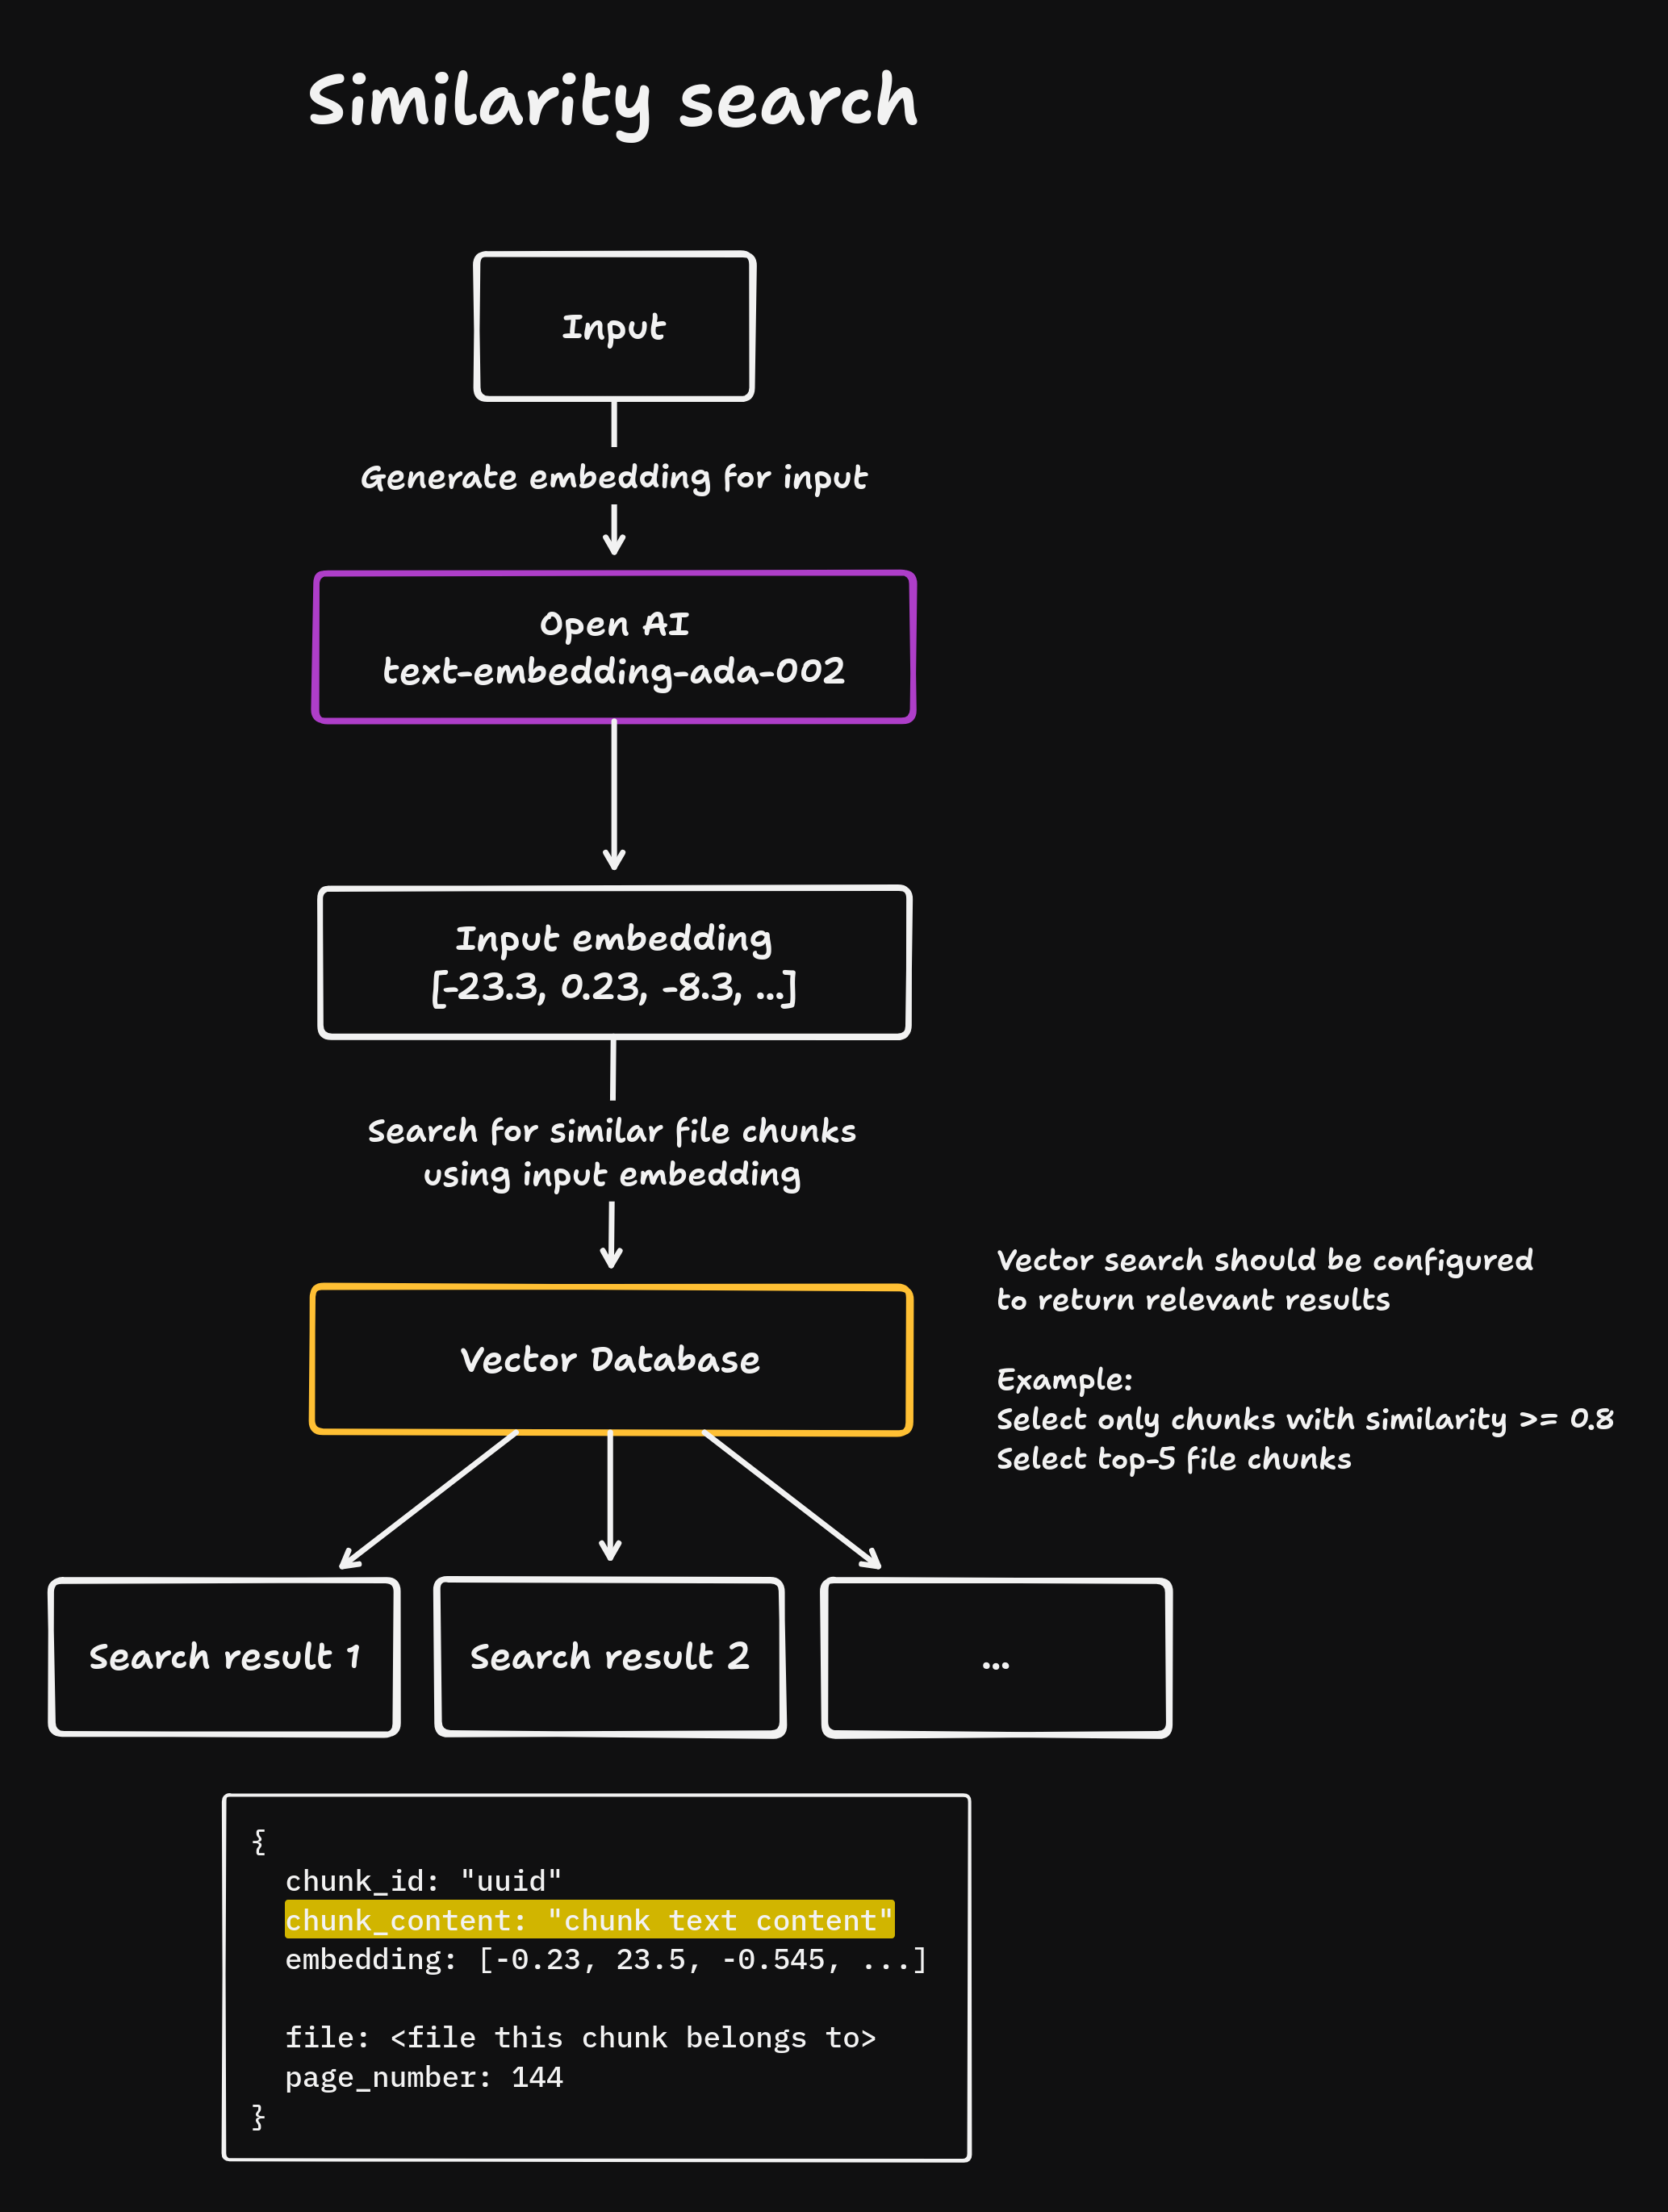 Similarity search
Input
Generate embedding for input
Open AI
text-embedding-ada-002
Input embedding
[-23.3, 0.23, -8.3, ...]
Search for similar file chunks
using input embedding
Vector Database
Vector search should be configured
to return relevant results
Example:
Select only chunks with similarity >= 0.8
Select top-5 file chunks
Search result 1
Search result 2
...
{
chunk_id: "uuid"
chunk_content: "chunk text content"
embedding: [-0.23, 23.5, -0.545, ...]
file: <file this chunk belongs to>
page_number: 144
}